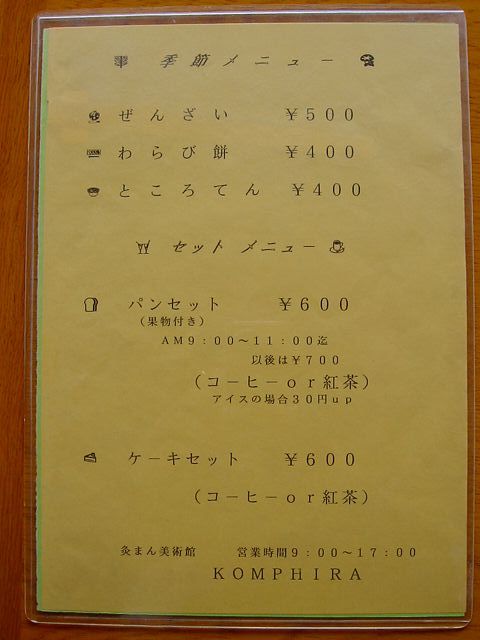 季節メニュー
ぜんざい ￥５００
わらび餅 ￥４００
ところてん ￥４００
セット メニュー
パンセット ￥６００
（果物付き）
ＡＭ９：００～１１：００迄
以後は￥７００
（コーヒーｏｒ紅茶）
アイスの場合３０円ｕｐ
ケーキセット ￥６００
（コーヒーｏｒ紅茶）
灸まん美術館 営業時間９：００～１７：００
ＫＯＭＰＨＩＲＡ